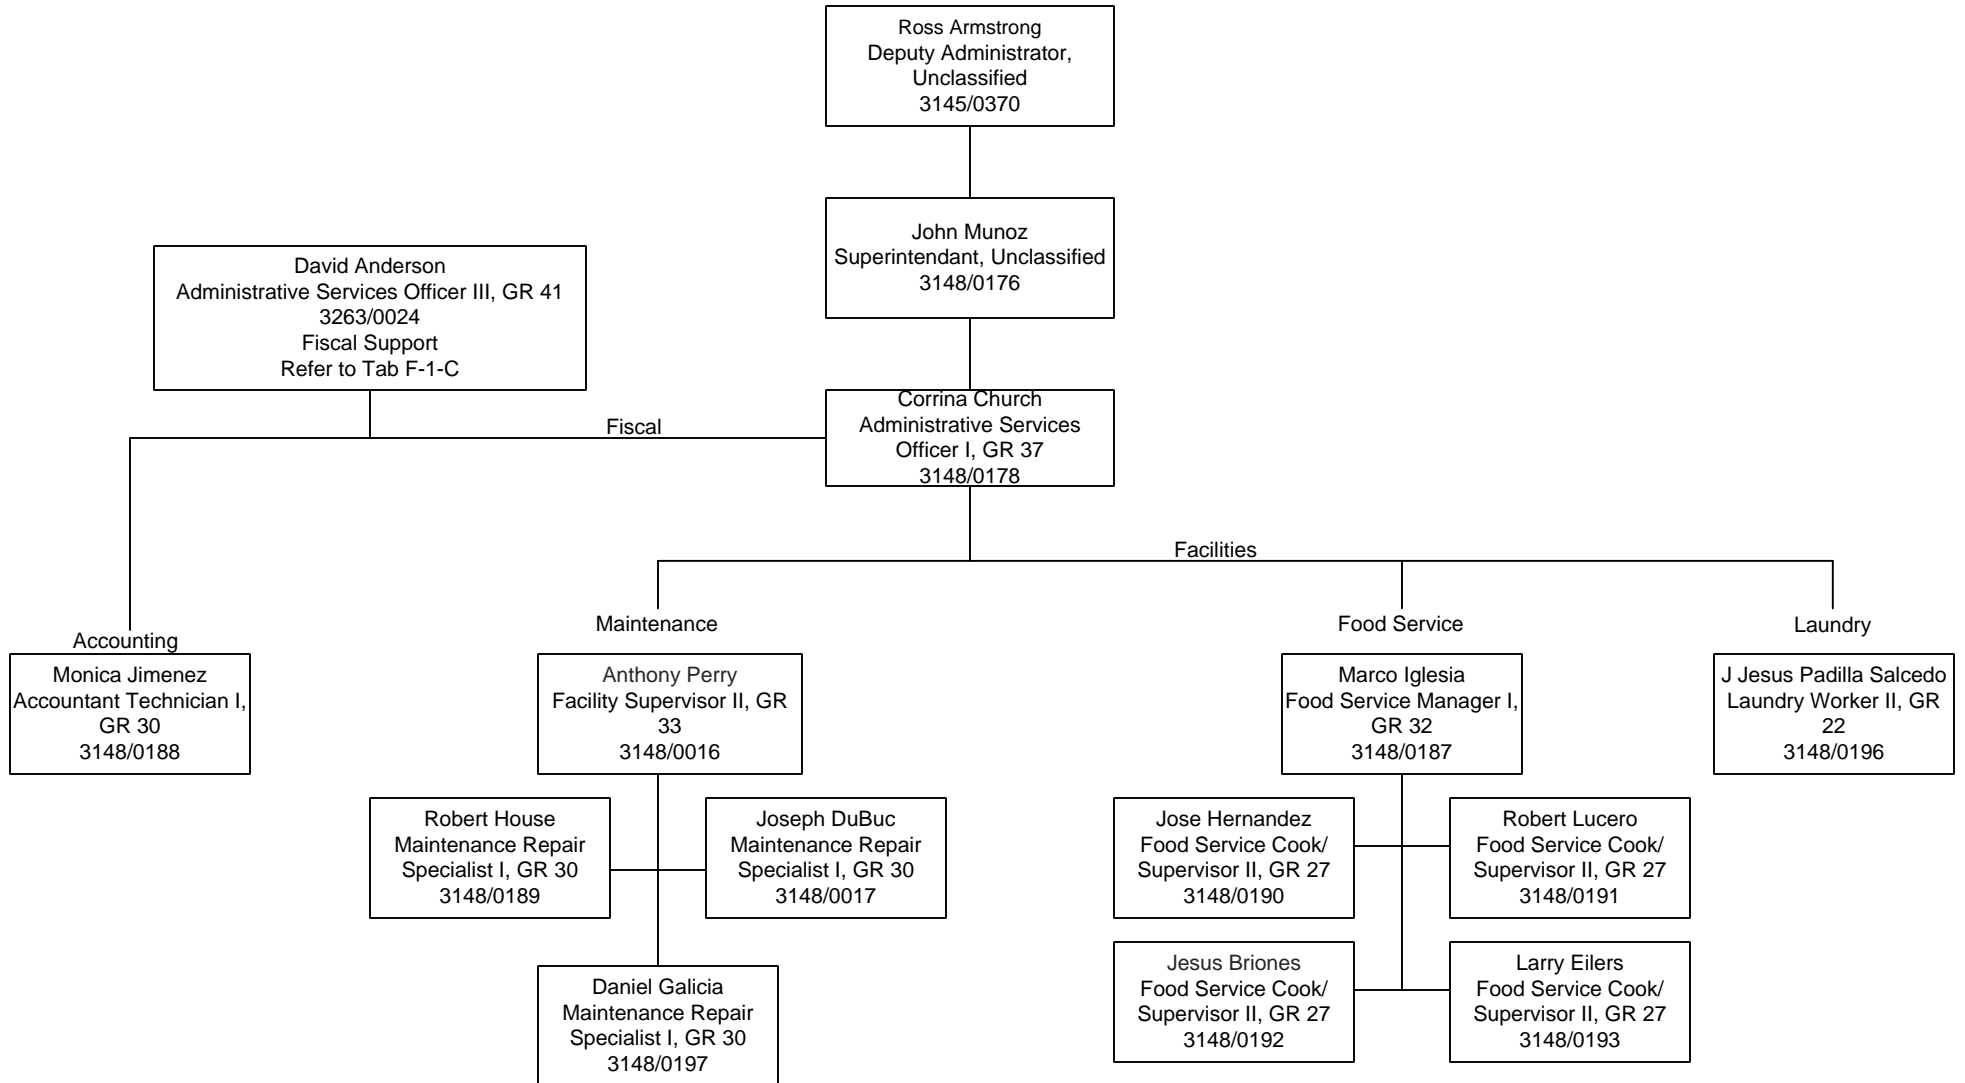 Ross Armstrong
Deputy Administrator,
Unclassified
3145/0370
John Munoz
Superintendant, Unclassified
3148/0176
David Anderson
Administrative Services Officer III, GR 41
3263/0024
Fiscal Support
Refer to Tab F-1-C
Corrina Church
Administrative Services
Officer I, GR 37
3148/0178
Fiscal
Facilities
Accounting
Monica Jimenez
Accountant Technician I,
GR 30
3148/0188
Maintenance
Anthony Perry
Facility Supervisor II, GR
33
3148/0016
Robert House
Maintenance Repair
Specialist I, GR 30
3148/0189
Joseph DuBuc
Maintenance Repair
Specialist I, GR 30
3148/0017
Daniel Galicia
Maintenance Repair
Specialist I, GR 30
3148/0197
Food Service
Marco Iglesia
Food Service Manager I,
GR 32
3148/0187
Jose Hernandez
Food Service Cook/
Supervisor II, GR 27
3148/0190
Robert Lucero
Food Service Cook/
Supervisor II, GR 27
3148/0191
Jesus Briones
Food Service Cook/
Supervisor II, GR 27
3148/0192
Larry Eilers
Food Service Cook/
Supervisor II, GR 27
3148/0193
Laundry
J Jesus Padilla Salcedo
Laundry Worker II, GR
22
3148/0196